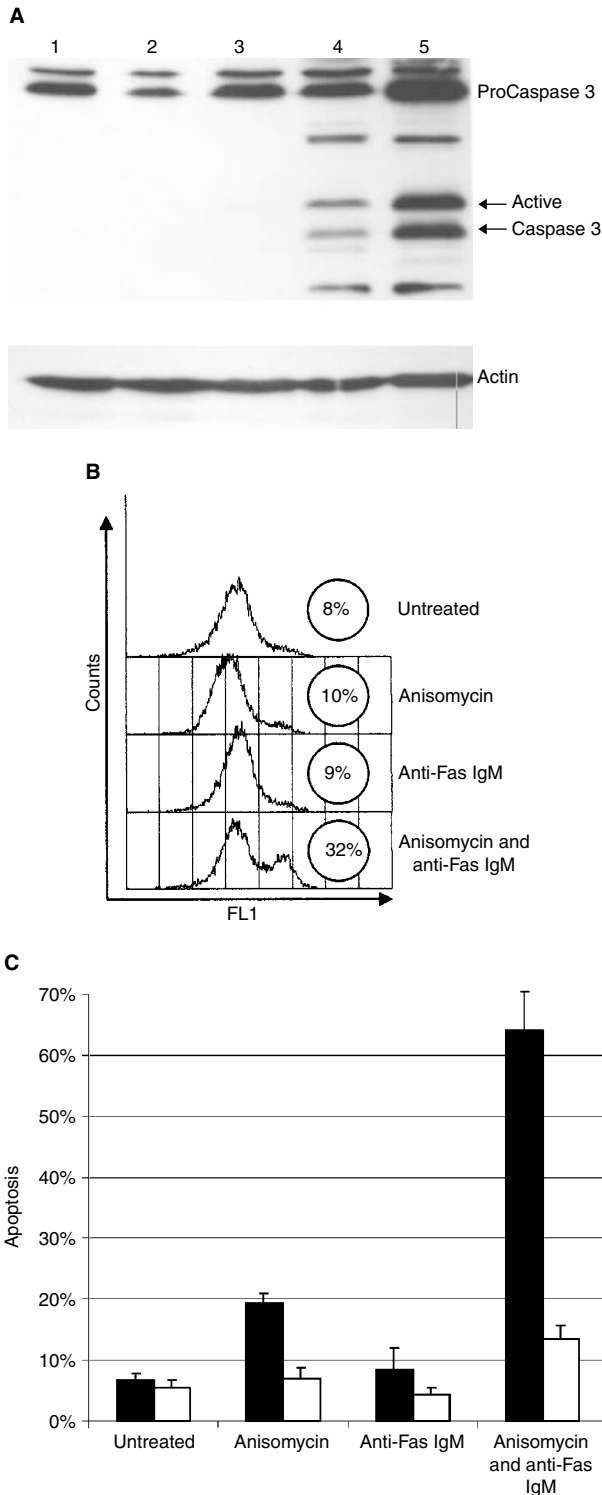 A
1 2 3 4 5
ProCaspase 3
Active
Caspase 3
Actin
B
Counts
8% Untreated
10% Anisomycin
9% Anti-Fas IgM
32% Anisomycin and
anti-Fas IgM
FL1
C
Apoptosis
70%
60%
50%
40%
30%
20%
10%
0%
Untreated Anisomycin Anti-Fas IgM Anisomycin
and anti-Fas
IgM